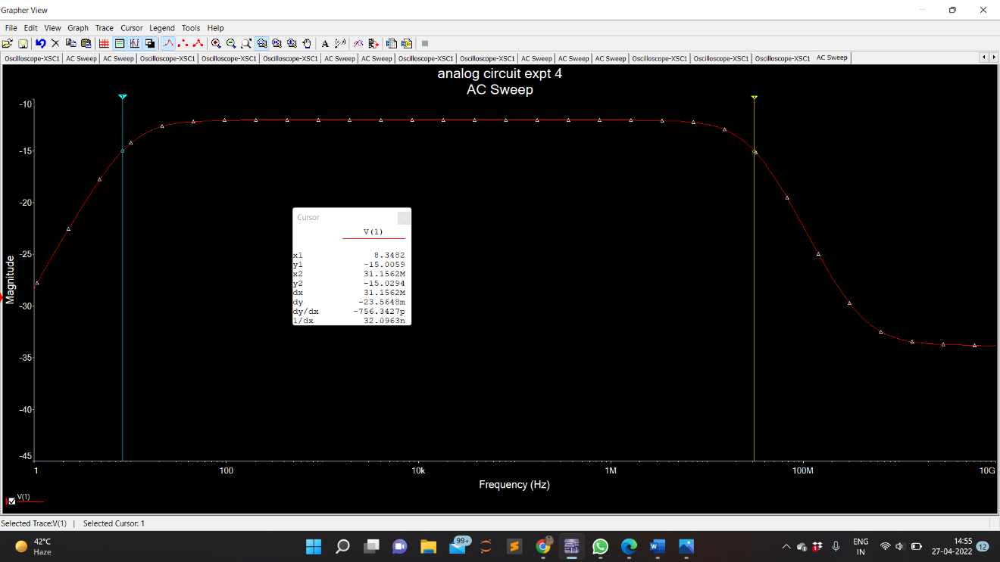 Grapher View
File Edit View Graph Trace Cursor Legend Tools Help
A
Oscilloscope-XSC1 AC Sweep AC Sweep Oscilloscope-XSC1 Oscilloscope-XSC1 Oscilloscope-XSC1 AC Sweep AC Sweep Oscilloscope-XSC1 Oscilloscope-XSC1 AC Sweep AC Sweep AC Sweep Oscilloscope-XSC1 Oscilloscope-XSC1 Oscilloscope-XSC1 AC Sweep
analog circuit expt 4
AC Sweep
-10
-15
-20
-25
-30
-35
-40
-45
Magnitude
Cursor
V(1)
x1 8.3482
y1 -15.0059
x2 31.1562M
y2 -15.0294
dx 31.1562M
dy -23.5648m
dy/dx -756.3427p
1/dx 32.0963n
1 100 10k 1M 100M 10G
Frequency (Hz)
V(1)
Selected Trace:V(1) | Selected Cursor: 1
42°C
Haze
99+
W
1
ENG
IN
14:55
27-04-2022
12